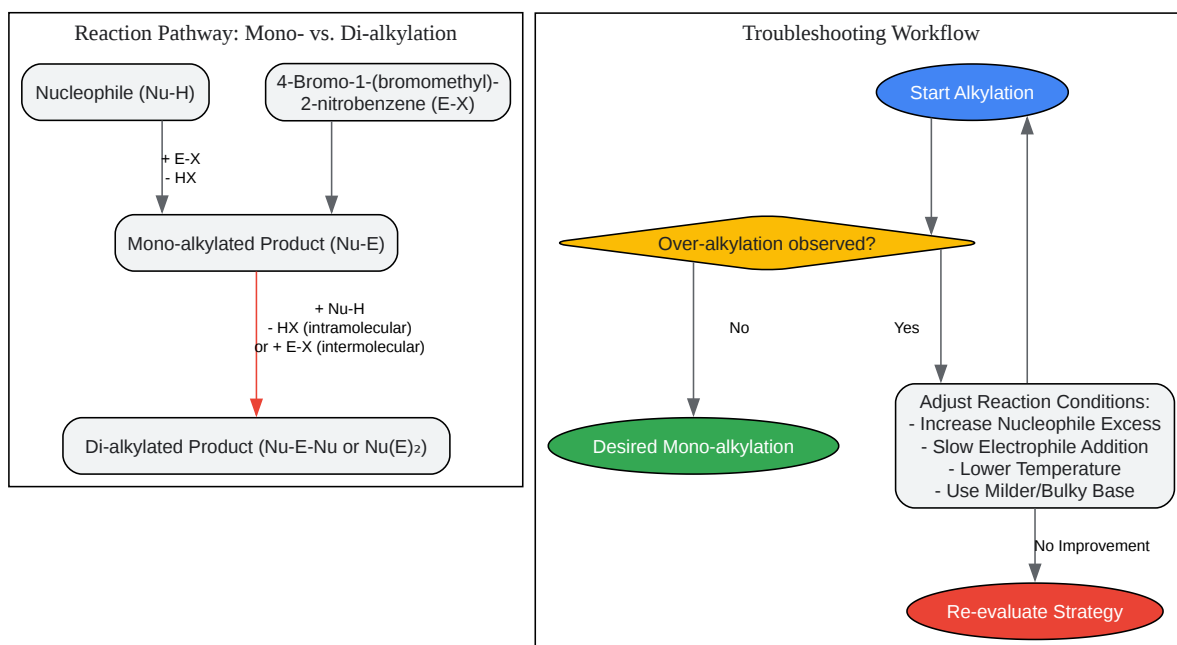 Reaction Pathway: Mono- vs. Di-alkylation
Nucleophile (Nu-H)
4-Bromo-1-(bromomethyl)-
2-nitrobenzene (E-X)
+ E-X
- HX
Mono-alkylated Product (Nu-E)
+ Nu-H
- HX (intramolecular)
or + E-X (intermolecular)
Di-alkylated Product (Nu-E-Nu or Nu(E)₂)
Troubleshooting Workflow
Start Alkylation
Over-alkylation observed?
No
Yes
Desired Mono-alkylation
Adjust Reaction Conditions:
- Increase Nucleophile Excess
- Slow Electrophile Addition
- Lower Temperature
- Use Milder/Bulky Base
No Improvement
Re-evaluate Strategy